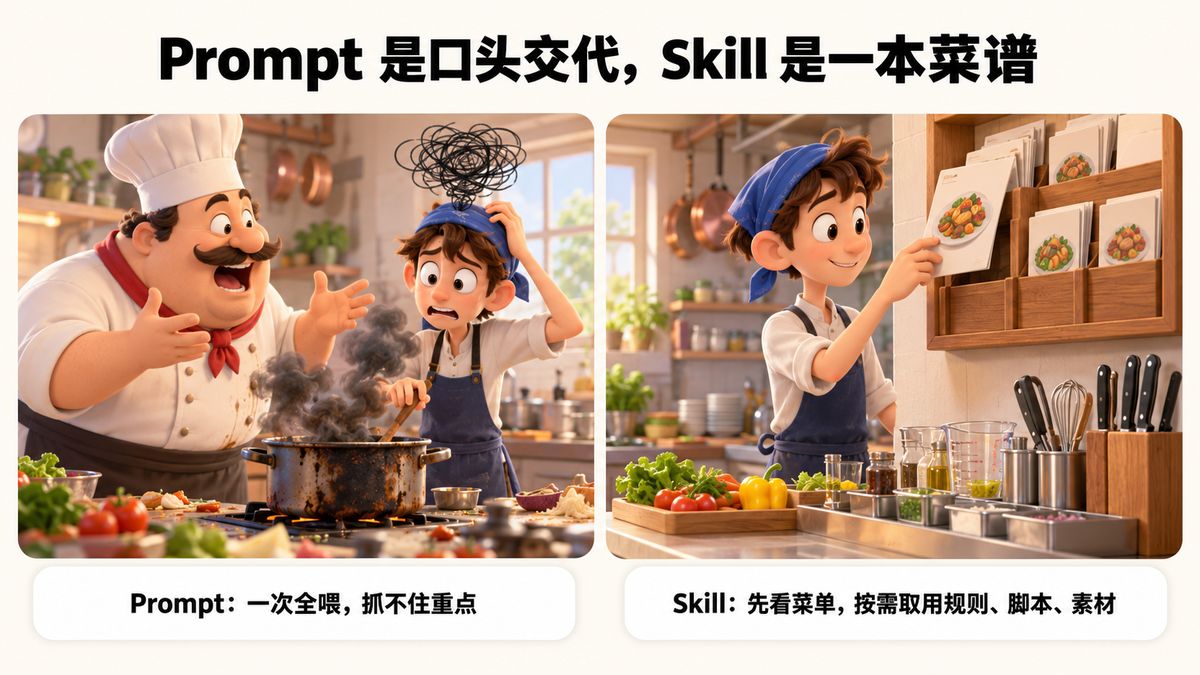 Prompt 是口头交代，Skill 是一本菜谱
Prompt：一次全喂，抓不住重点
Skill：先看菜单，按需取用规则、脚本、素材